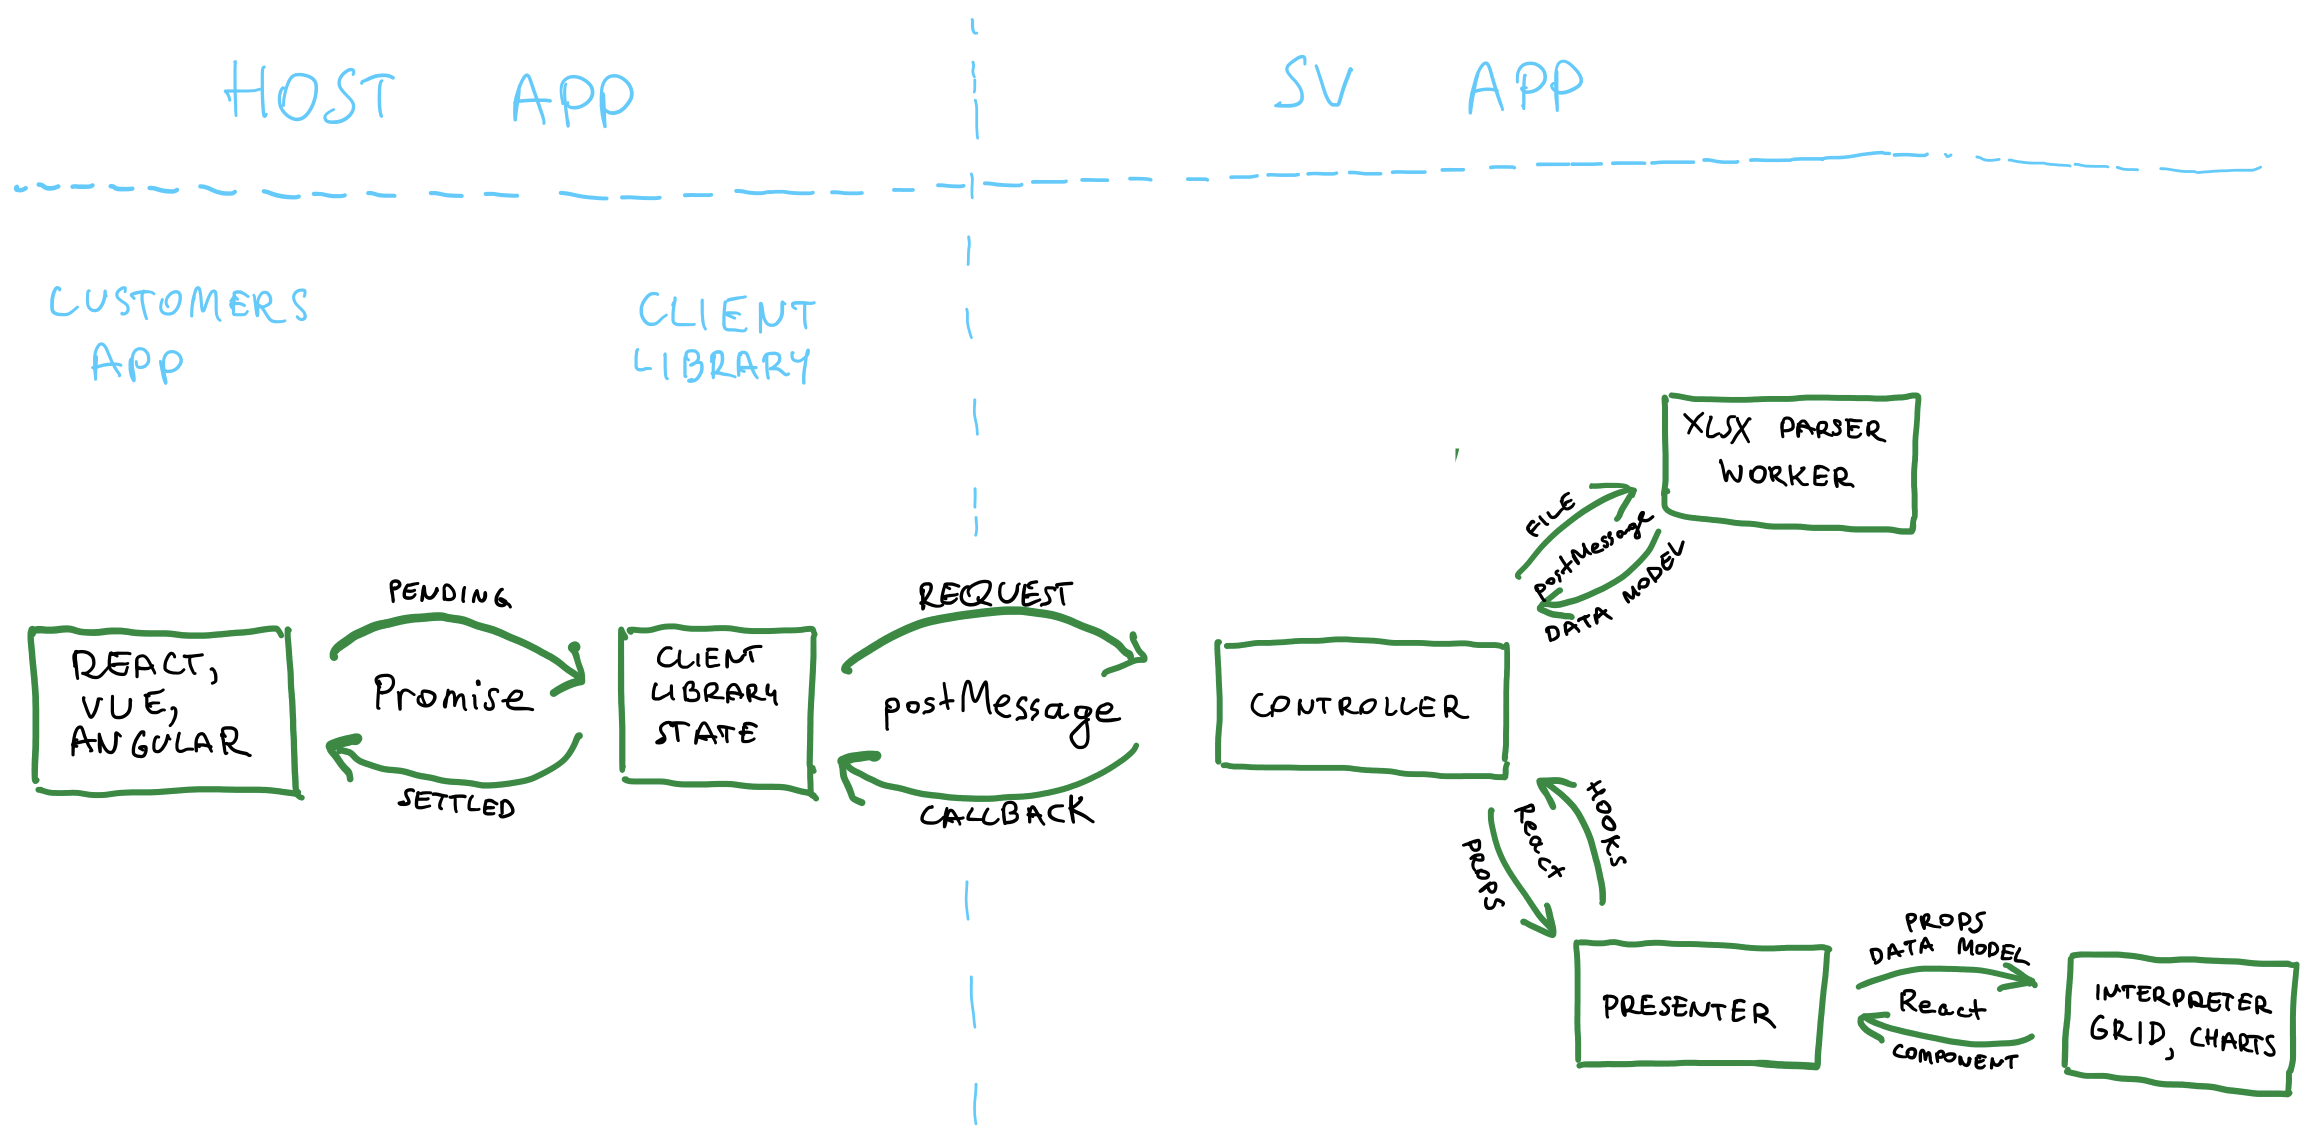 HOST APP
SV APP
CUSTOMERS
APP
CLIENT
LIBRARY
REACT,
VUE,
ANGULAR
PENDING
Promise
SETTLED
CLIENT
LIBRARY
STATE
REQUEST
postMessage
CALLBACK
CONTROLLER
FILE
postMessage
DATA MODEL
XLSX PARSER
WORKER
PROPS
React
HOOKS
PRESENTER
PROPS
DATA MODEL
React
COMPONENT
INTERPRETER
GRID, CHARTS